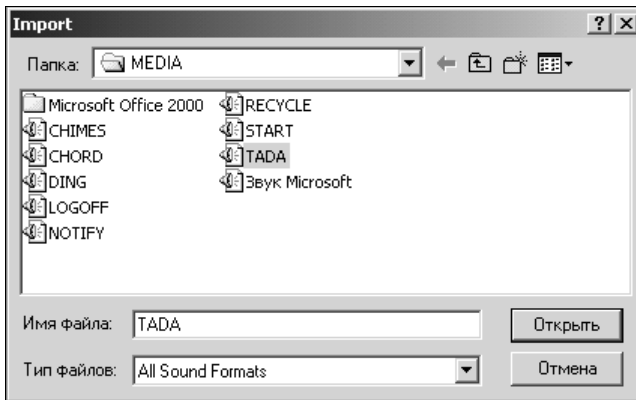 Import
Папка: MEDIA
Microsoft Office 2000
CHIMES
CHORD
DING
LOGOFF
NOTIFY
RECYCLE
START
TADA
Звук Microsoft
Имя файла: TADA
Открыть
Тип файлов: All Sound Formats
Отмена